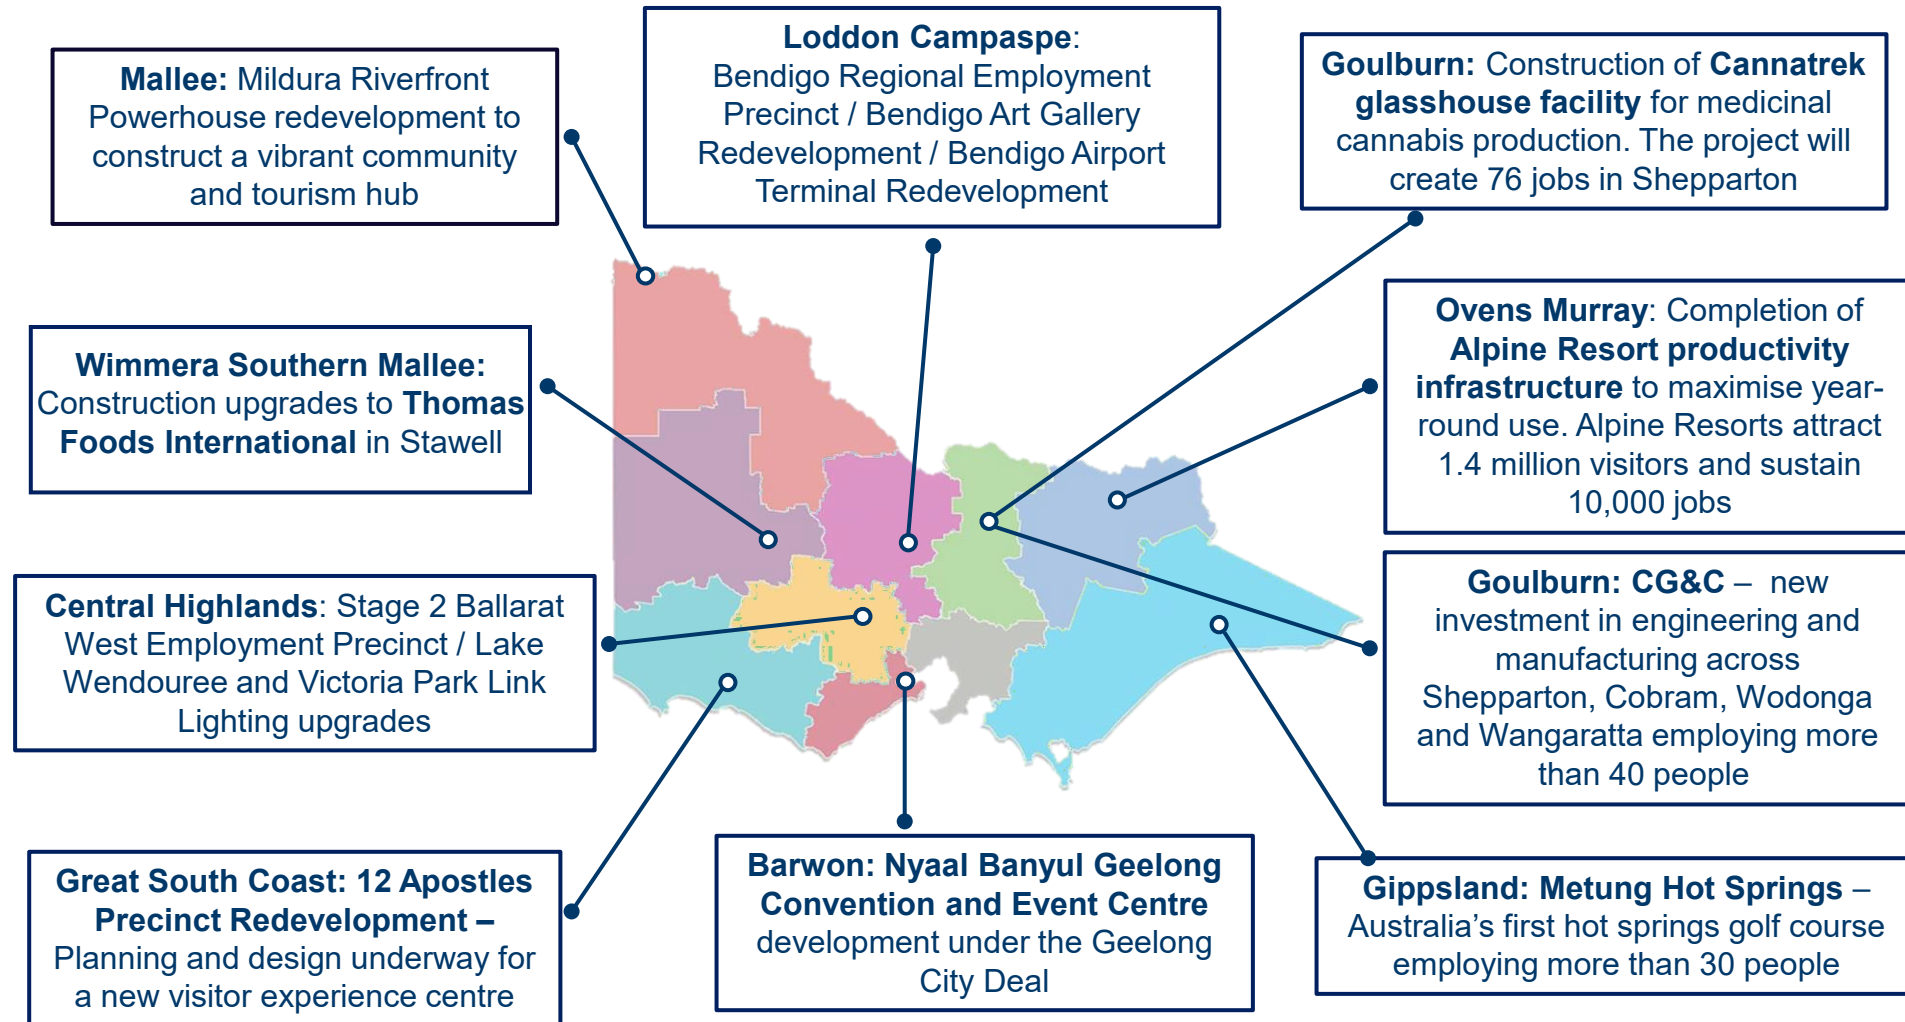 Mallee: Mildura Riverfront
Powerhouse redevelopment to
construct a vibrant community
and tourism hub
Loddon Campaspe:
Bendigo Regional Employment
Precinct / Bendigo Art Gallery
Redevelopment / Bendigo Airport
Terminal Redevelopment
Goulburn: Construction of Cannatrek
glasshouse facility for medicinal
cannabis production. The project will
create 76 jobs in Shepparton
Wimmera Southern Mallee:
Construction upgrades to Thomas
Foods International in Stawell
Ovens Murray: Completion of
Alpine Resort productivity
infrastructure to maximise year-
round use. Alpine Resorts attract
1.4 million visitors and sustain
10,000 jobs
Central Highlands: Stage 2 Ballarat
West Employment Precinct / Lake
Wendouree and Victoria Park Link
Lighting upgrades
Goulburn: CG&C – new
investment in engineering and
manufacturing across
Shepparton, Cobram, Wodonga
and Wangaratta employing more
than 40 people
Great South Coast: 12 Apostles
Precinct Redevelopment –
Planning and design underway for
a new visitor experience centre
Barwon: Nyaal Banyul Geelong
Convention and Event Centre
development under the Geelong
City Deal
Gippsland: Metung Hot Springs –
Australia's first hot springs golf course
employing more than 30 people